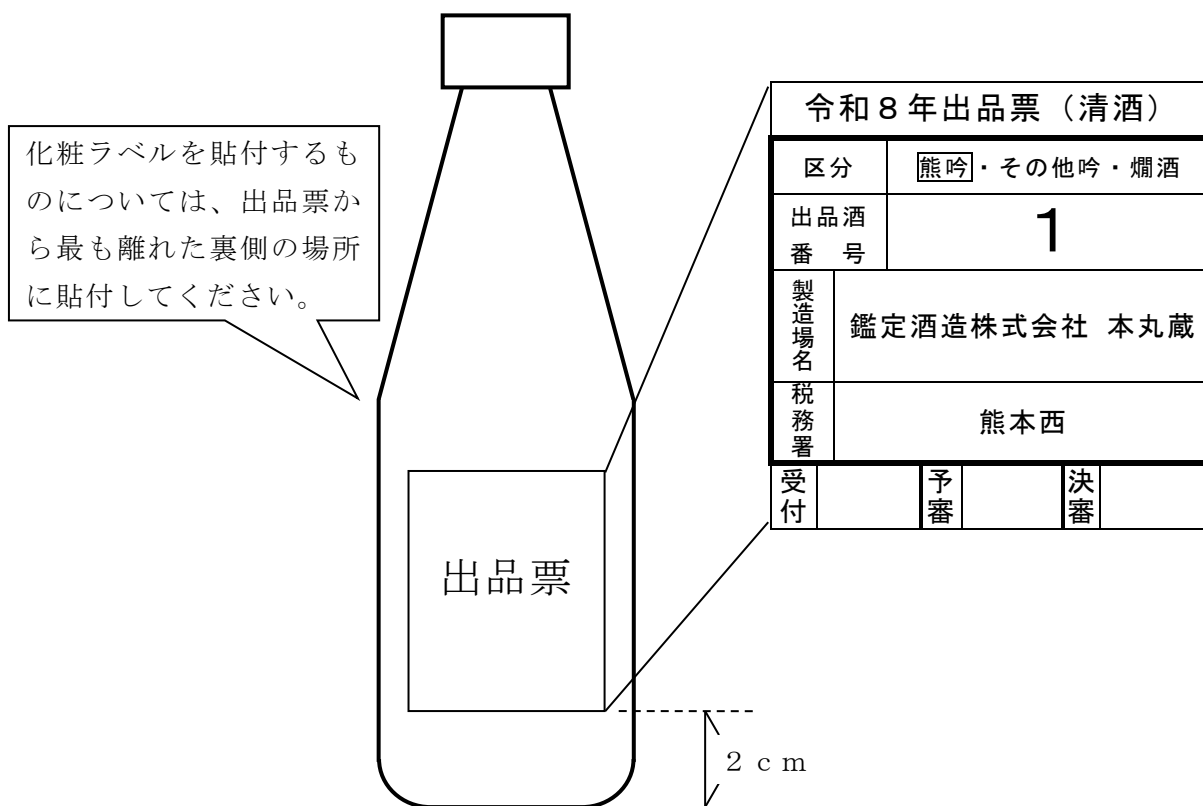 化粧ラベルを貼付するも
のについては、出品票か
ら最も離れた裏側の場所
に貼付してください。
出品票
2cm
令和8年出品票(清酒)
区分 熊吟・その他吟・燗酒
出品酒
番 号
1
製造場名 鑑定酒造株式会社 本丸蔵
税務署 熊本西
受付 予審 決審